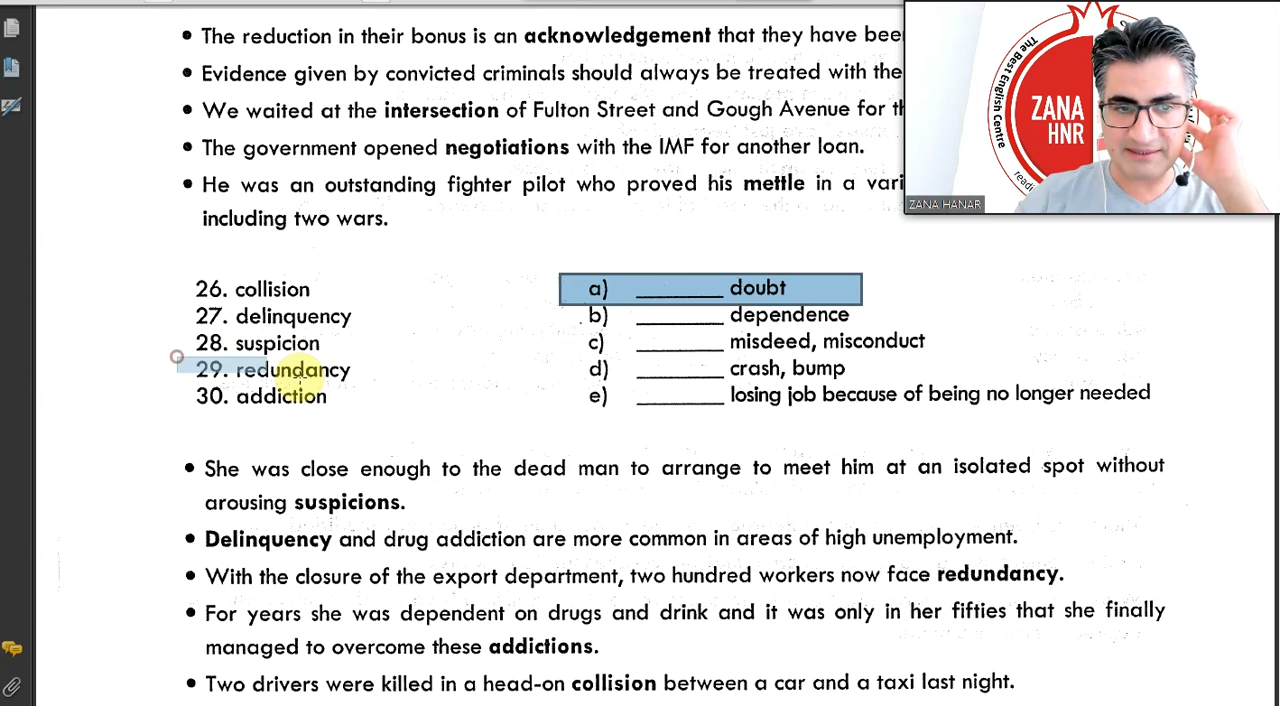 • The reduction in their bonus is an acknowledgement that they have
• Evidence given by convicted criminals should always be treated with the
• We waited at the intersection of Fulton Street and Gough Avenue for
• The government opened negotiations with the IMF for another loan.
• He was an outstanding fighter pilot who proved his mettle in a
including two wars.
The Best English Centre
ZANA
HNR
ZANA HANAR
26. collision
27. delinquency
28. suspicion
29. redundancy
30. addiction
a) ________ doubt
b) ________ dependence
c) ________ misdeed, misconduct
d) ________ crash, bump
e) ________ losing job because of being no longer needed
• She was close enough to the dead man to arrange to meet him at an isolated spot without
arousing suspicions.
• Delinquency and drug addiction are more common in areas of high unemployment.
• With the closure of the export department, two hundred workers now face redundancy.
• For years she was dependent on drugs and drink and it was only in her fifties that she finally
managed to overcome these addictions.
• Two drivers were killed in a head-on collision between a car and a taxi last night.